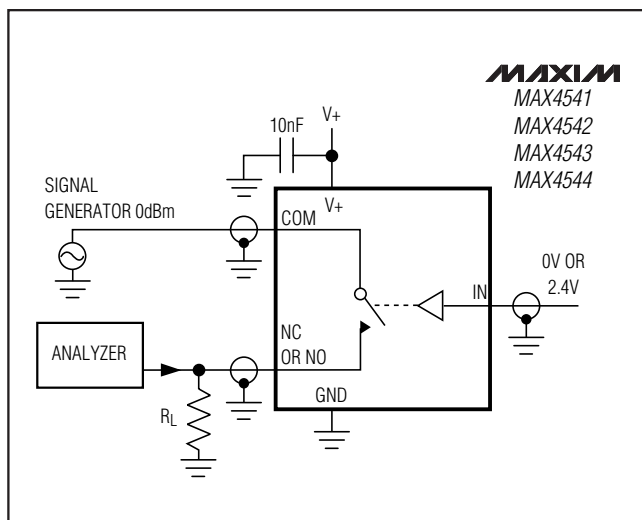 MAXIM
MAX4541
MAX4542
MAX4543
MAX4544
10nF
V+
SIGNAL
GENERATOR 0dBm
COM
V+
IN
0V OR
2.4V
ANALYZER
NC
OR NO
RL
GND